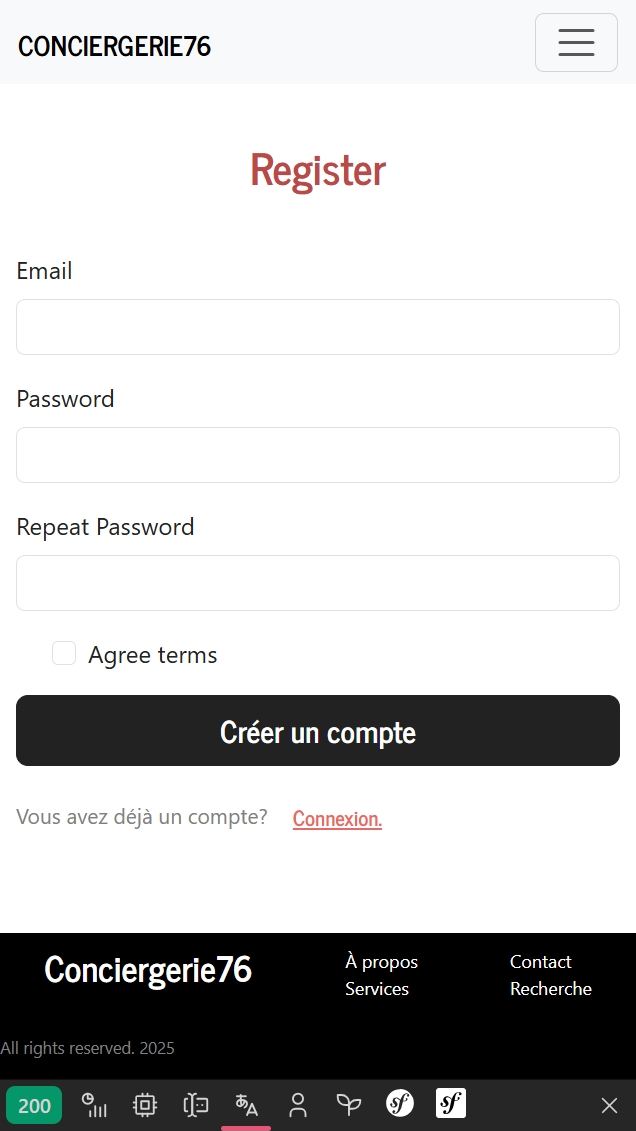 CONCIERGERIE76
Register
Email
Password
Repeat Password
Agree terms
Créer un compte
Vous avez déjà un compte? Connexion.
Conciergerie76
À propos
Contact
Services
Recherche
All rights reserved. 2025
200